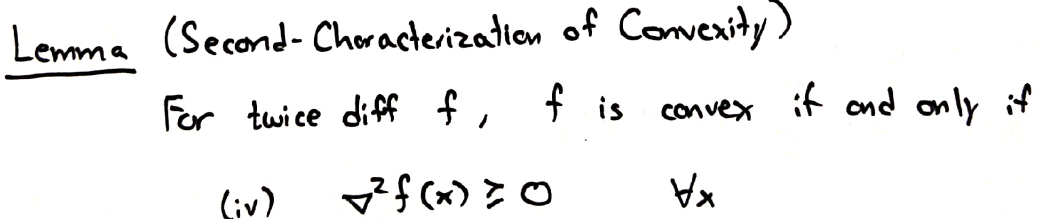 Lemma (Second-Characterization of Convexity)
For twice diff f, f is convex if and only if
(iv) ∇²f(x) ≽ 0 ∀x